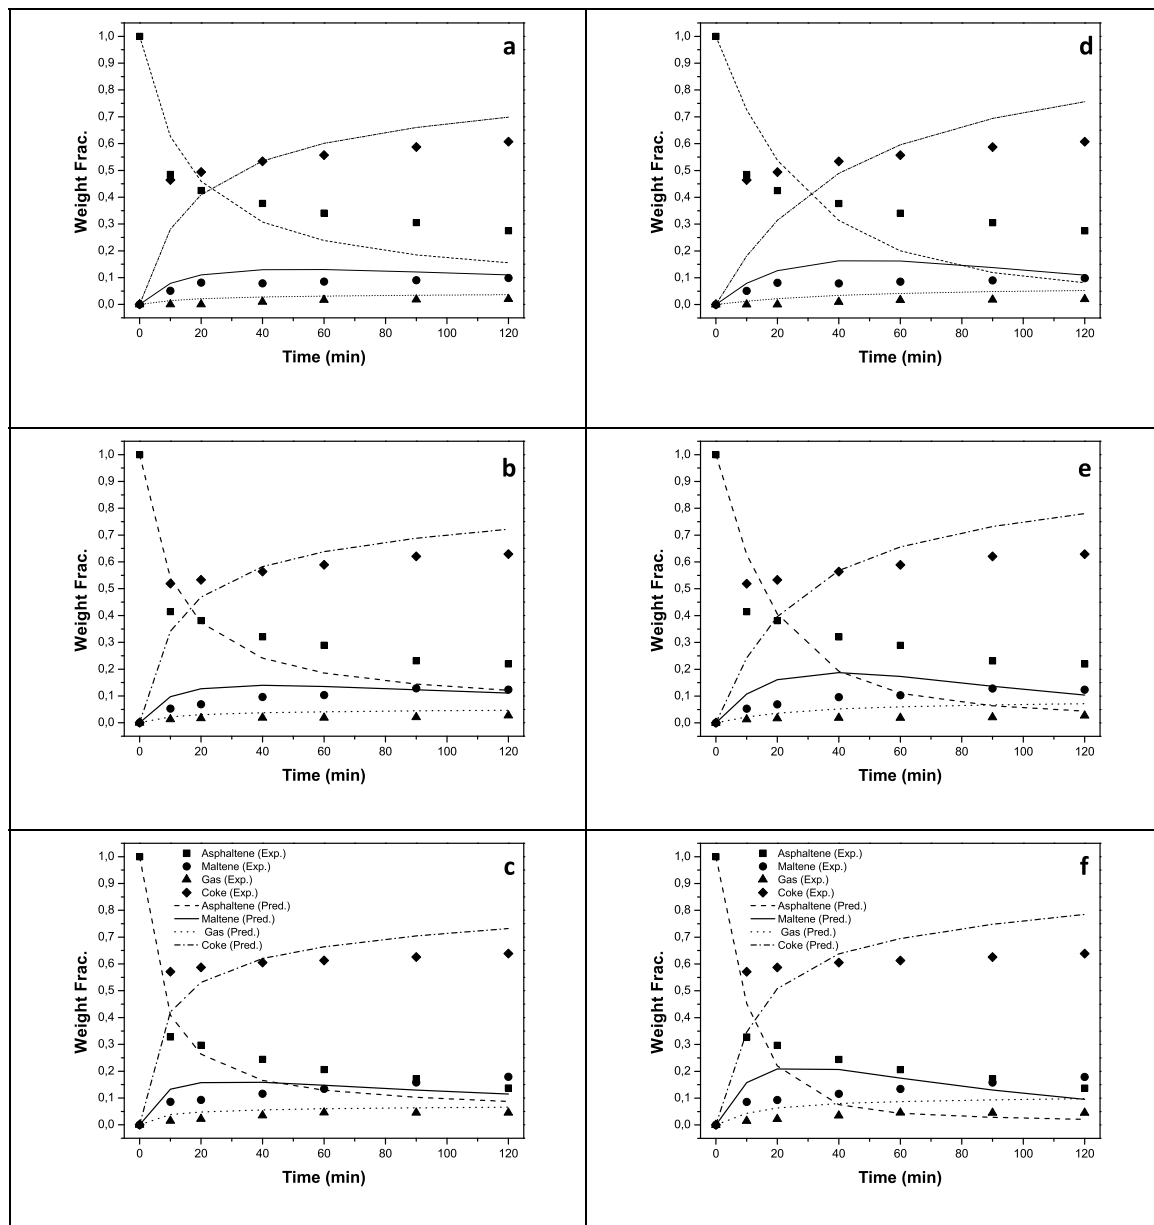 a
1,0
0,9
0,8
0,7
0,6
0,5
0,4
0,3
0,2
0,1
0,0
Weight Frac.
0 20 40 60 80 100 120
Time (min)
d
1,0
0,9
0,8
0,7
0,6
0,5
0,4
0,3
0,2
0,1
0,0
Weight Frac.
0 20 40 60 80 100 120
Time (min)
b
1,0
0,9
0,8
0,7
0,6
0,5
0,4
0,3
0,2
0,1
0,0
Weight Frac.
0 20 40 60 80 100 120
Time (min)
e
1,0
0,9
0,8
0,7
0,6
0,5
0,4
0,3
0,2
0,1
0,0
Weight Frac.
0 20 40 60 80 100 120
Time (min)
c
Asphaltene (Exp.)
Maltene (Exp.)
Gas (Exp.)
Coke (Exp.)
Asphaltene (Pred.)
Maltene (Pred.)
Gas (Pred.)
Coke (Pred.)
1,0
0,9
0,8
0,7
0,6
0,5
0,4
0,3
0,2
0,1
0,0
Weight Frac.
0 20 40 60 80 100 120
Time (min)
f
Asphaltene (Exp.)
Maltene (Exp.)
Gas (Exp.)
Coke (Exp.)
Asphaltene (Pred.)
Maltene (Pred.)
Gas (Pred.)
Coke (Pred.)
1,0
0,9
0,8
0,7
0,6
0,5
0,4
0,3
0,2
0,1
0,0
Weight Frac.
0 20 40 60 80 100 120
Time (min)